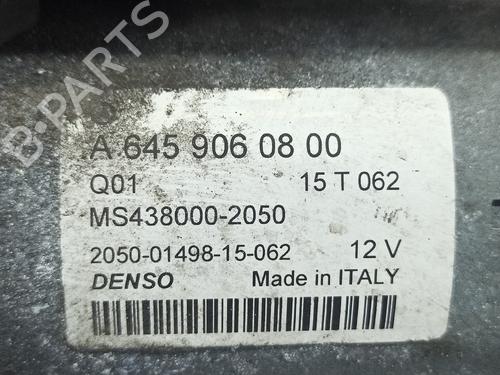 B-PARTS
A 645 906 08 00
Q01 15 T 062
MS438000-2050
2050-01498-15-062 12 V
DENSO Made in ITALY